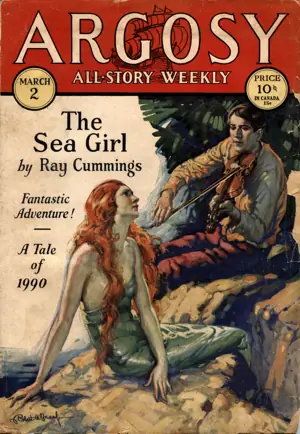 ARGOSY
ALL-STORY WEEKLY
MARCH
2
PRICE
10¢
IN CANADA
15¢
The
Sea Girl
by Ray Cummings
Fantastic
Adventure!
A Tale
of
1990